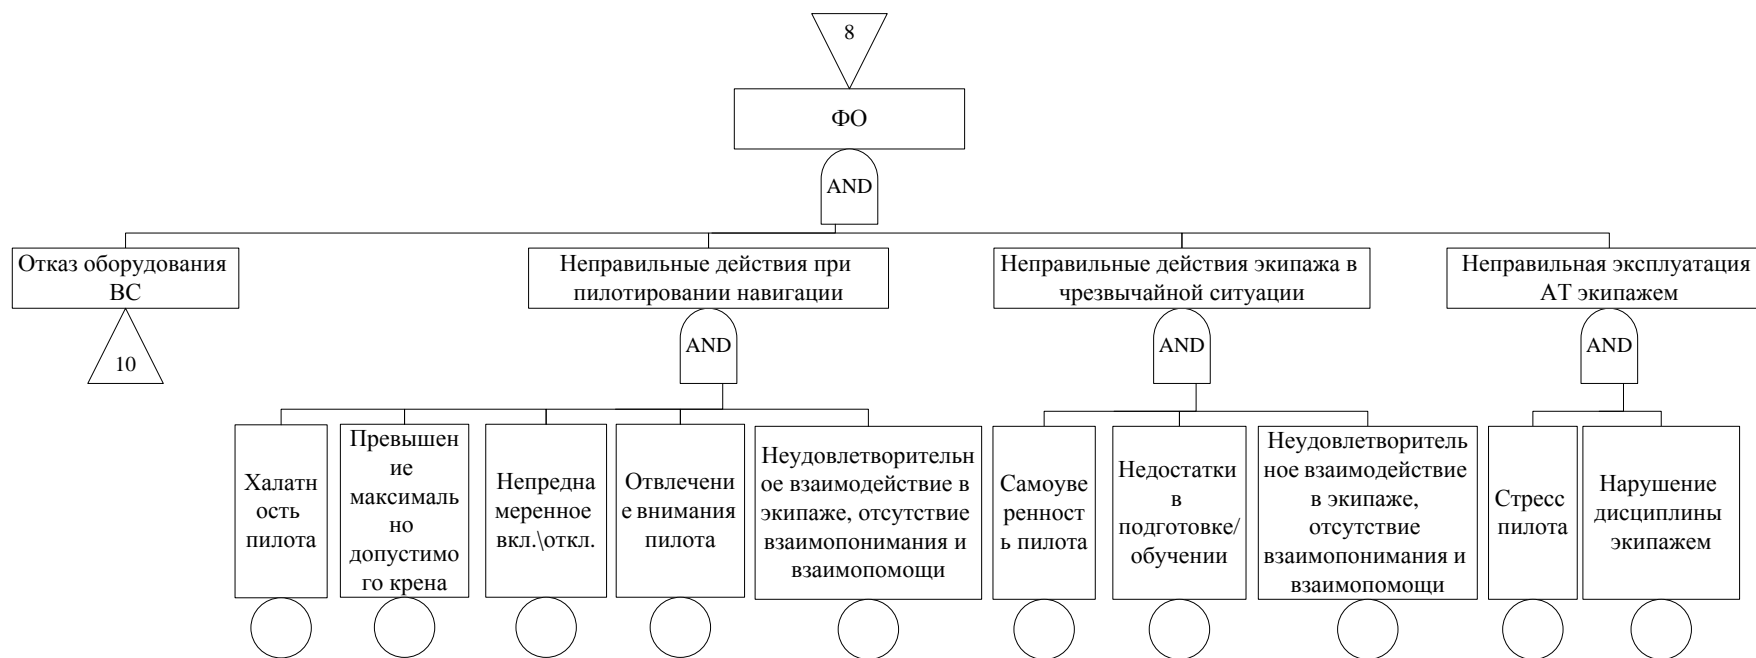 8
ФО
AND
Отказ оборудования
ВС
10
Неправильные действия при
пилотировании навигации
AND
Неправильные действия экипажа в
чрезвычайной ситуации
AND
Неправильная эксплуатация
АТ экипажем
AND
Халатн
ость
пилота
Превышен
ие
максималь
но
допустимо
го крена
Непредна
меренное
вкл.\откл.
Отвлечени
е внимания
пилота
Неудовлетворительн
ое взаимодействие в
экипаже, отсутствие
взаимопонимания и
взаимопомощи
Самоуве
ренност
ь пилота
Недостатки
в
подготовке/
обучении
Неудовлетворитель
ное взаимодействие
в экипаже,
отсутствие
взаимопонимания и
взаимопомощи
Стресс
пилота
Нарушение
дисциплины
экипажем